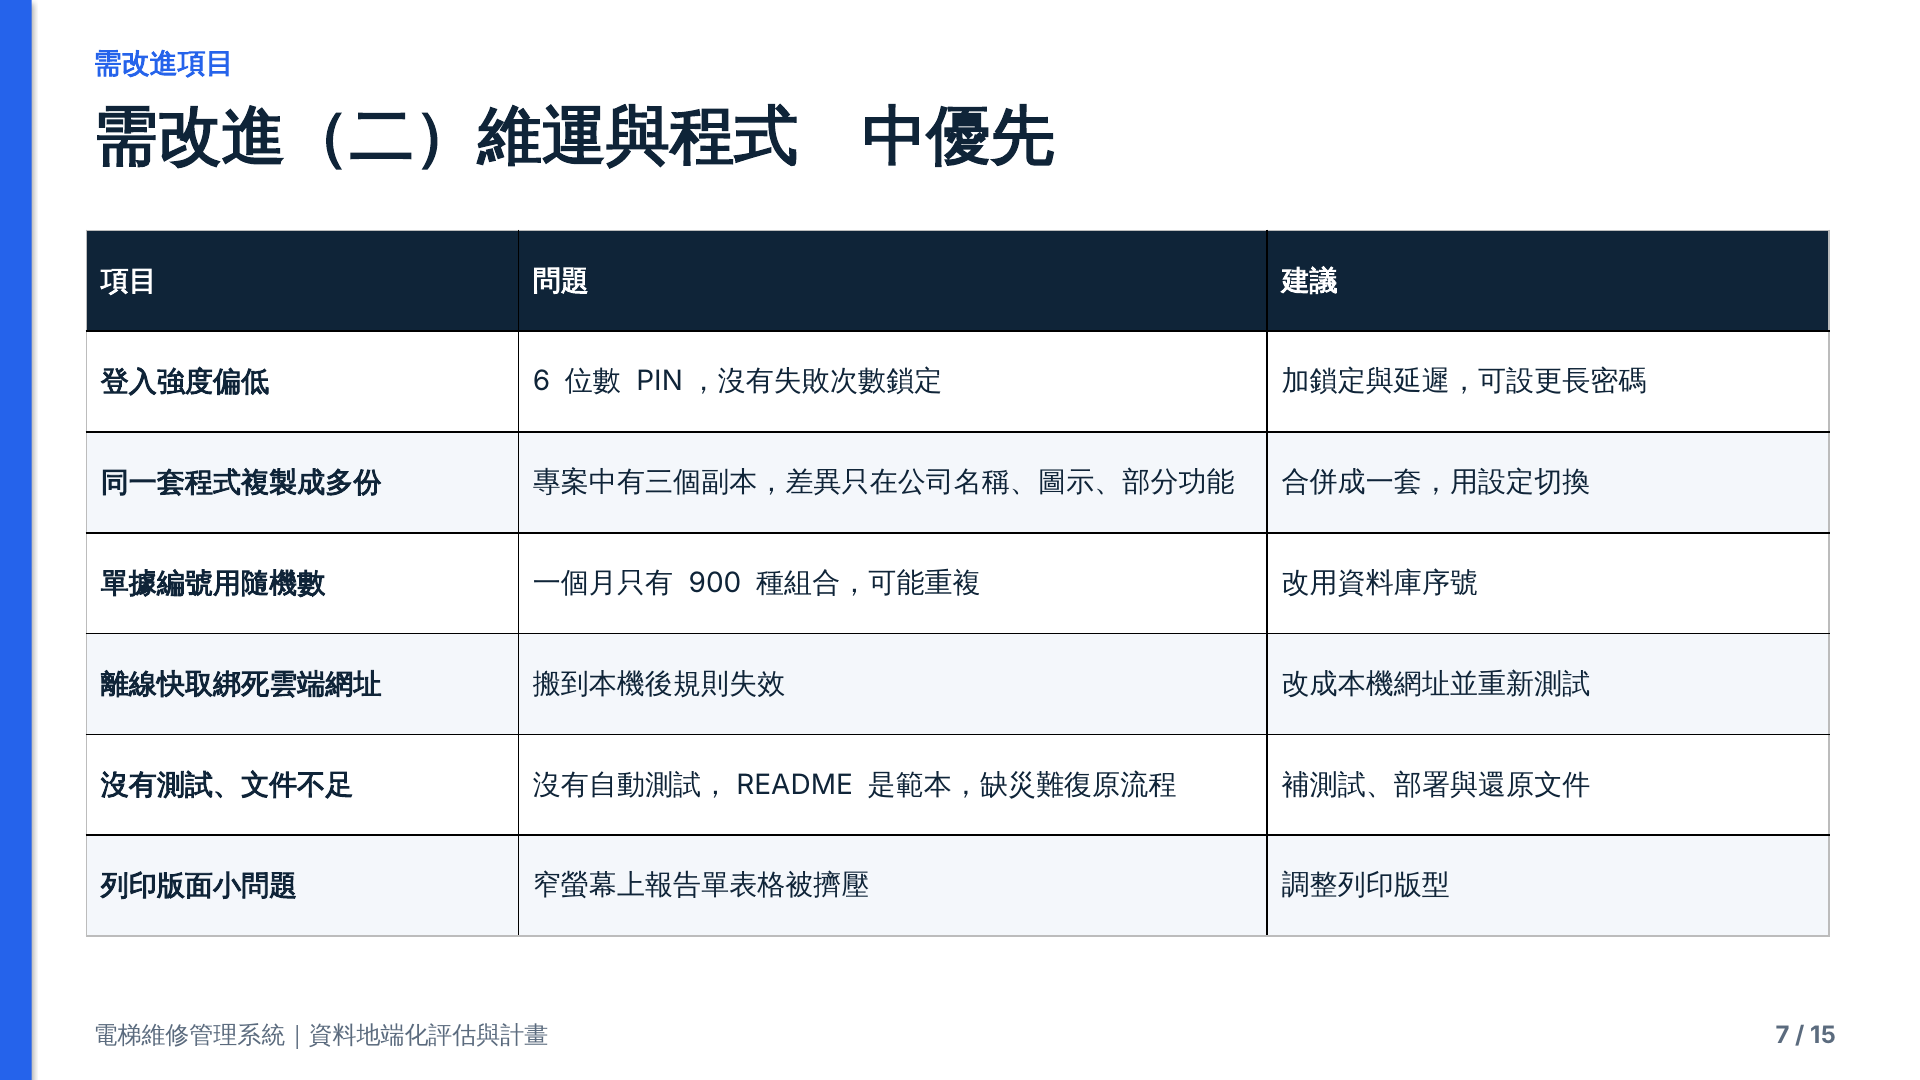 需改進項目
需改進（二）維運與程式　中優先
項目 問題 建議
登入強度偏低 6 位數 PIN ，沒有失敗次數鎖定 加鎖定與延遲，可設更長密碼
同一套程式複製成多份 專案中有三個副本，差異只在公司名稱、圖示、部分功能 合併成一套，用設定切換
單據編號用隨機數 一個月只有 900 種組合，可能重複 改用資料庫序號
離線快取綁死雲端網址 搬到本機後規則失效 改成本機網址並重新測試
沒有測試、文件不足 沒有自動測試， README 是範本，缺災難復原流程 補測試、部署與還原文件
列印版面小問題 窄螢幕上報告單表格被擠壓 調整列印版型
電梯維修管理系統｜資料地端化評估與計畫
7 / 15